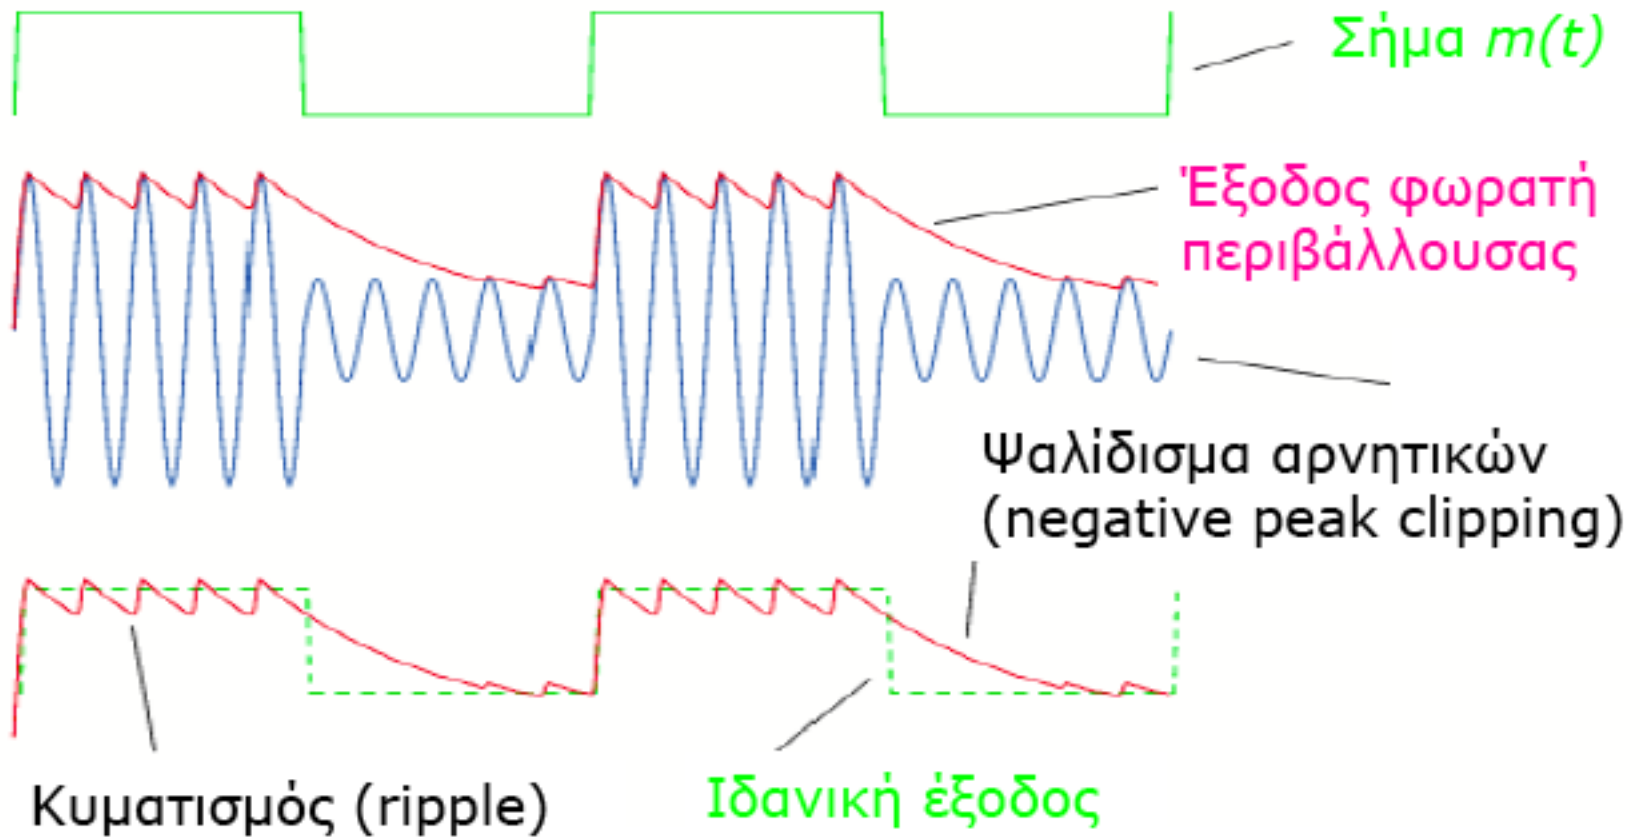 Σήμα m(t)
Έξοδος φωρατή
περιβάλλουσας
Ψαλίδισμα αρνητικών
(negative peak clipping)
Κυματισμός (ripple)
Ιδανική έξοδος